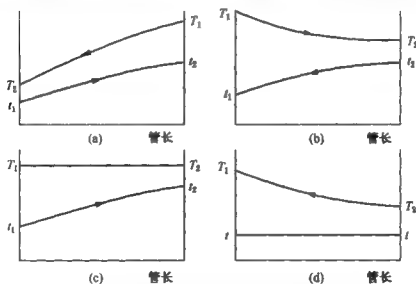 T₁ T₁
T₂ t₂
T₂
t₁ t₁
(a) 管长 (b) 管长
T₁ T₂ T₁
t₂ T₂
t₁ t t
(c) 管长 (d) 管长